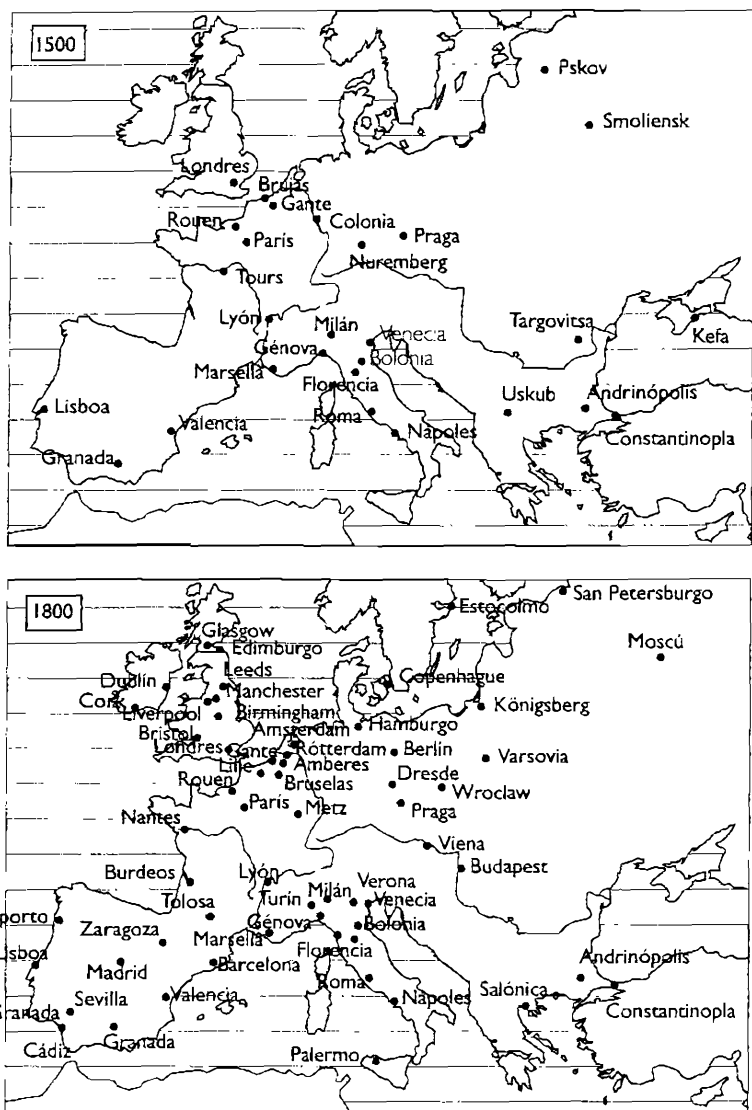 1500
Pskov
Smoliensk
Londres
Brujas
Gante
Rouen
Colonia
París
Praga
Nuremberg
Tours
Lyón
Milán
Venecia
Targovitsa
Kefa
Génova
Bolonia
Marsella
Florencia
Uskub
Andrinópolis
Lisboa
Roma
Valencia
Nápoles
Constantinopla
Granada
1800
San Petersburgo
Estocolmo
Glasgow
Edimburgo
Moscú
Leeds
Dublín
Copenhague
Manchester
Cork
Königsberg
Liverpool
Birmingham
Hamburgo
Bristol
Amsterdam
Londres
Gante
Rótterdam
Berlín
Varsovia
Lille
Amberes
Rouen
Bruselas
Dresde
Wroclaw
París
Metz
Praga
Nantes
Viena
Budapest
Burdeos
Lyón
Tolosa
Turín
Milán
Verona
Venecia
porto
Zaragoza
Génova
Marsella
Bolonia
Florencia
isboa
Madrid
Barcelona
Andrinópolis
Roma
Sevilla
Valencia
Nápoles
Salónica
Granada
Constantinopla
Cádiz
Granada
Palermo